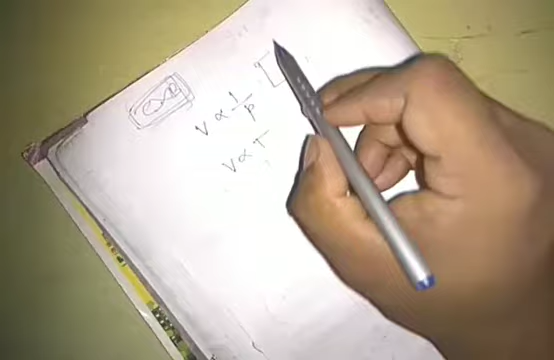 V ∝ 1/P
V ∝ T